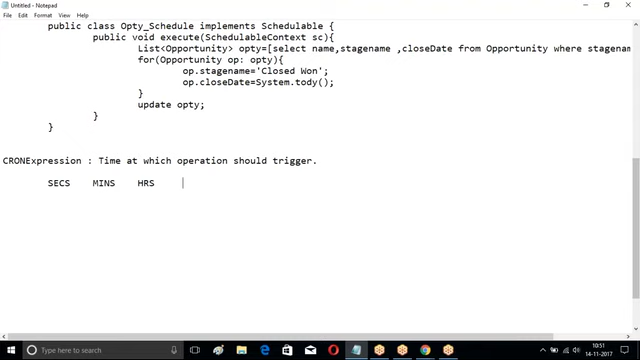 Untitled - Notepad
File Edit Format View Help
public class Opty_Schedule implements Schedulable {
public void execute(SchedulableContext sc){
List<Opportunity> opty=[select name,stagename ,closeDate from Opportunity where stagenam
for(Opportunity op: opty){
op.stagename='Closed Won';
op.closeDate=System.tody();
}
update opty;
}
}
CRONExpression : Time at which operation should trigger.
SECS MINS HRS
Type here to search
10:51
14-11-2017